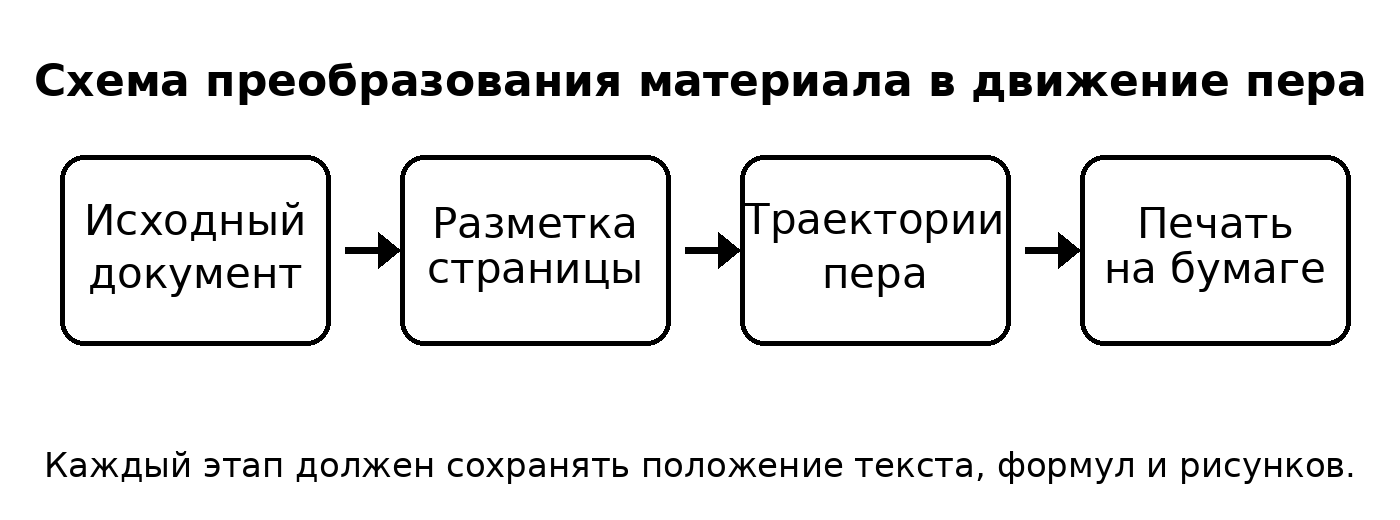 Схема преобразования материала в движение пера
Исходный
документ
Разметка
страницы
Траектории
пера
Печать
на бумаге
Каждый этап должен сохранять положение текста, формул и рисунков.